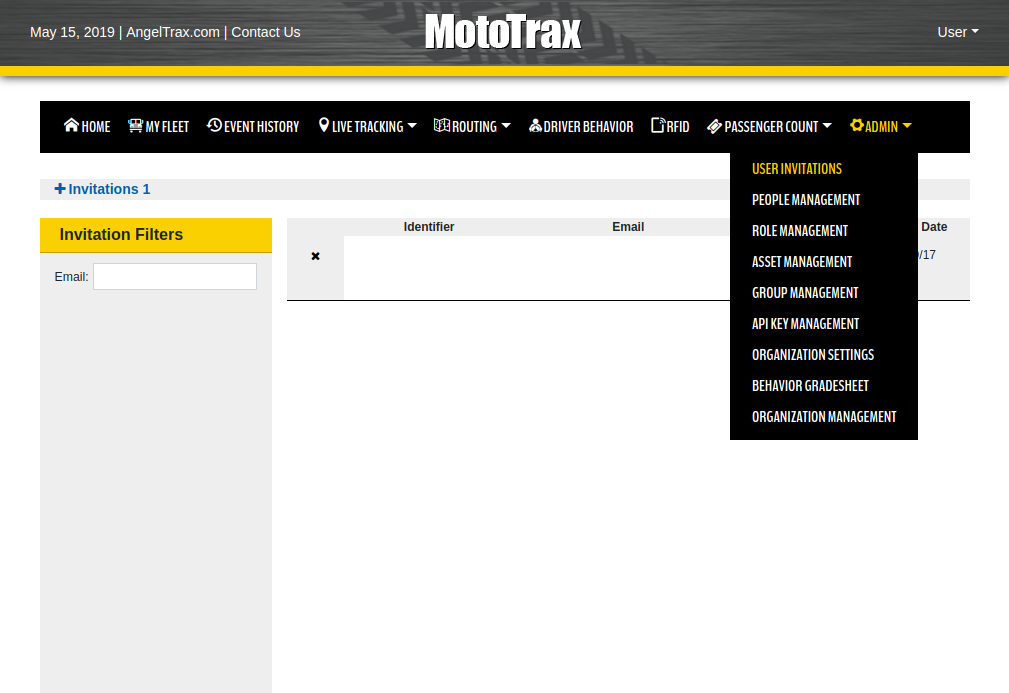 May 15, 2019 | AngelTrax.com | Contact Us
MotoTrax
User
HOME MY FLEET EVENT HISTORY LIVE TRACKING ROUTING DRIVER BEHAVIOR RFID PASSENGER COUNT ADMIN
USER INVITATIONS
PEOPLE MANAGEMENT
ROLE MANAGEMENT
ASSET MANAGEMENT
GROUP MANAGEMENT
API KEY MANAGEMENT
ORGANIZATION SETTINGS
BEHAVIOR GRADESHEET
ORGANIZATION MANAGEMENT
Invitations 1
Invitation Filters
Email:
Identifier Email Date
/17